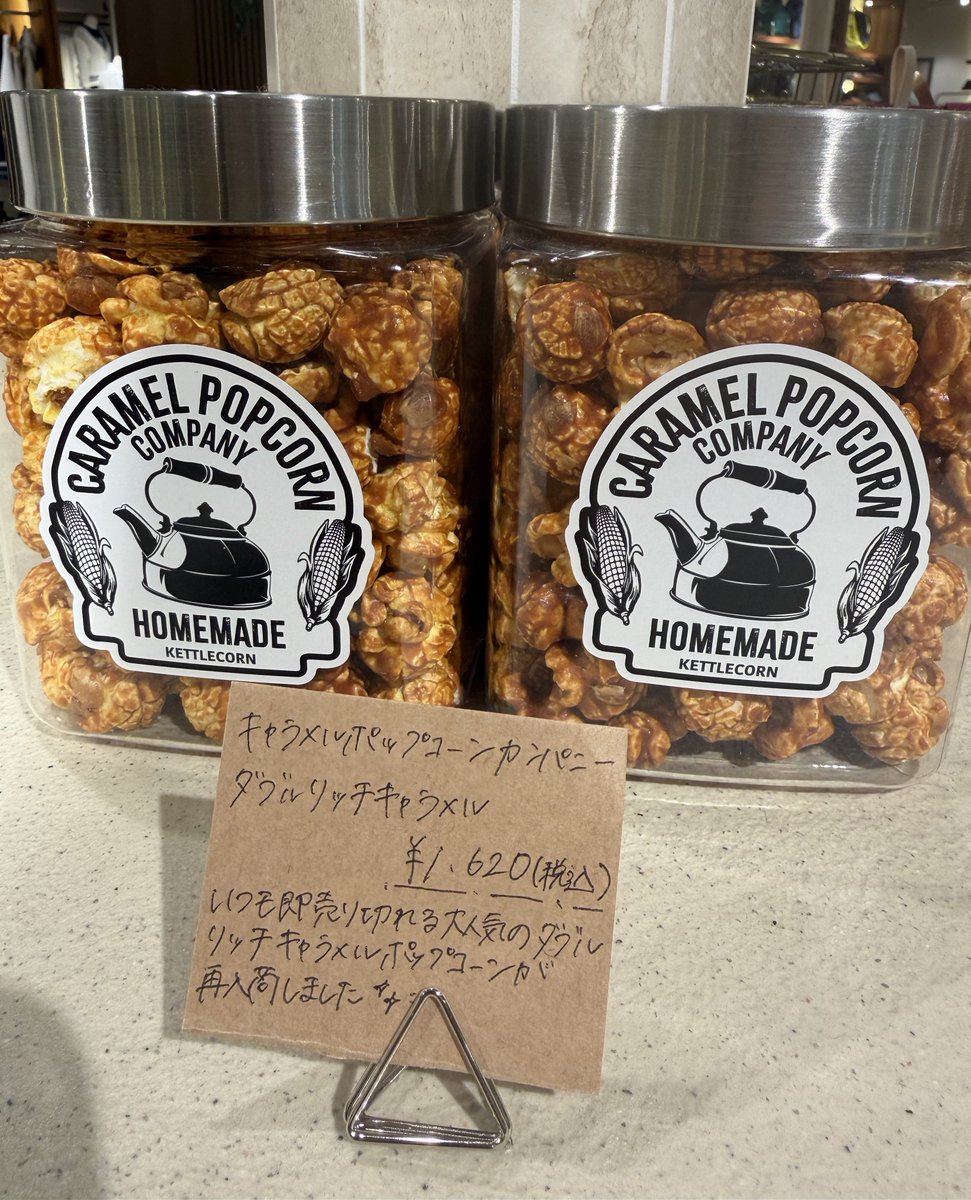 CARAMEL POPCORN
COMPANY
HOMEMADE
KETTLECORN
CARAMEL POPCORN
COMPANY
HOMEMADE
KETTLECORN
キャラメルポップコーンカンパニー
ダブルリッチキャラメル
¥1.620(税込)
いつも即売り切れる大人気のダブル
リッチキャラメルポップコーンが
再入荷しました